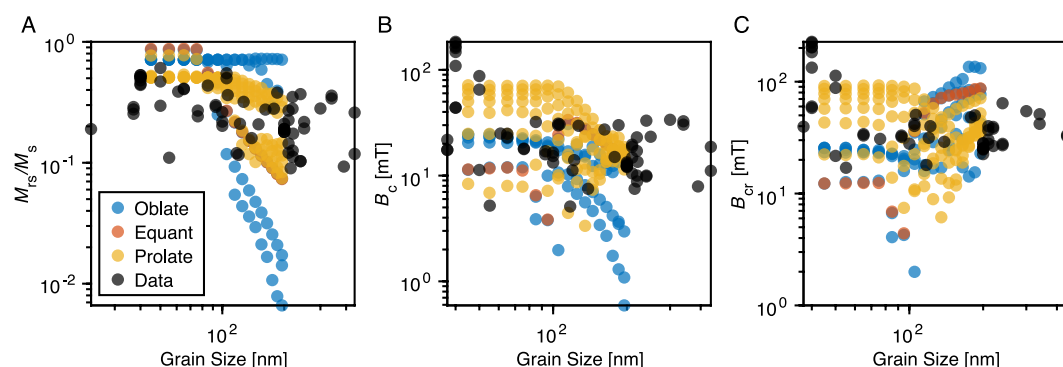 A
B
C
M_rs/M_s
10^0
10^-1
10^-2
Oblate
Equant
Prolate
Data
10^2
Grain Size [nm]
B_c [mT]
10^2
10^1
10^0
10^2
Grain Size [nm]
B_cr [mT]
10^2
10^1
10^0
10^2
Grain Size [nm]